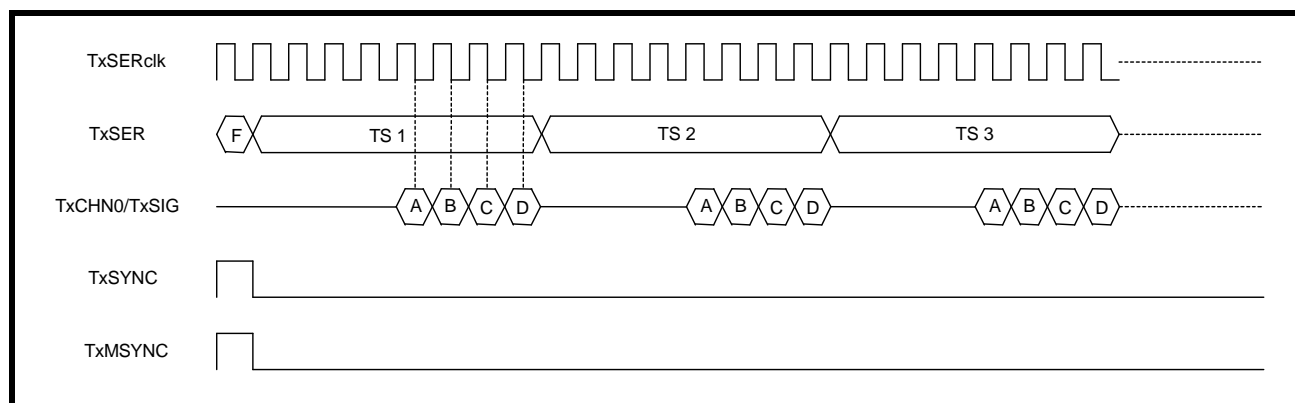 TxSERclk
TxSER F TS 1 TS 2 TS 3
TxCHN0/TxSIG A B C D A B C D A B C D
TxSYNC
TxMSYNC